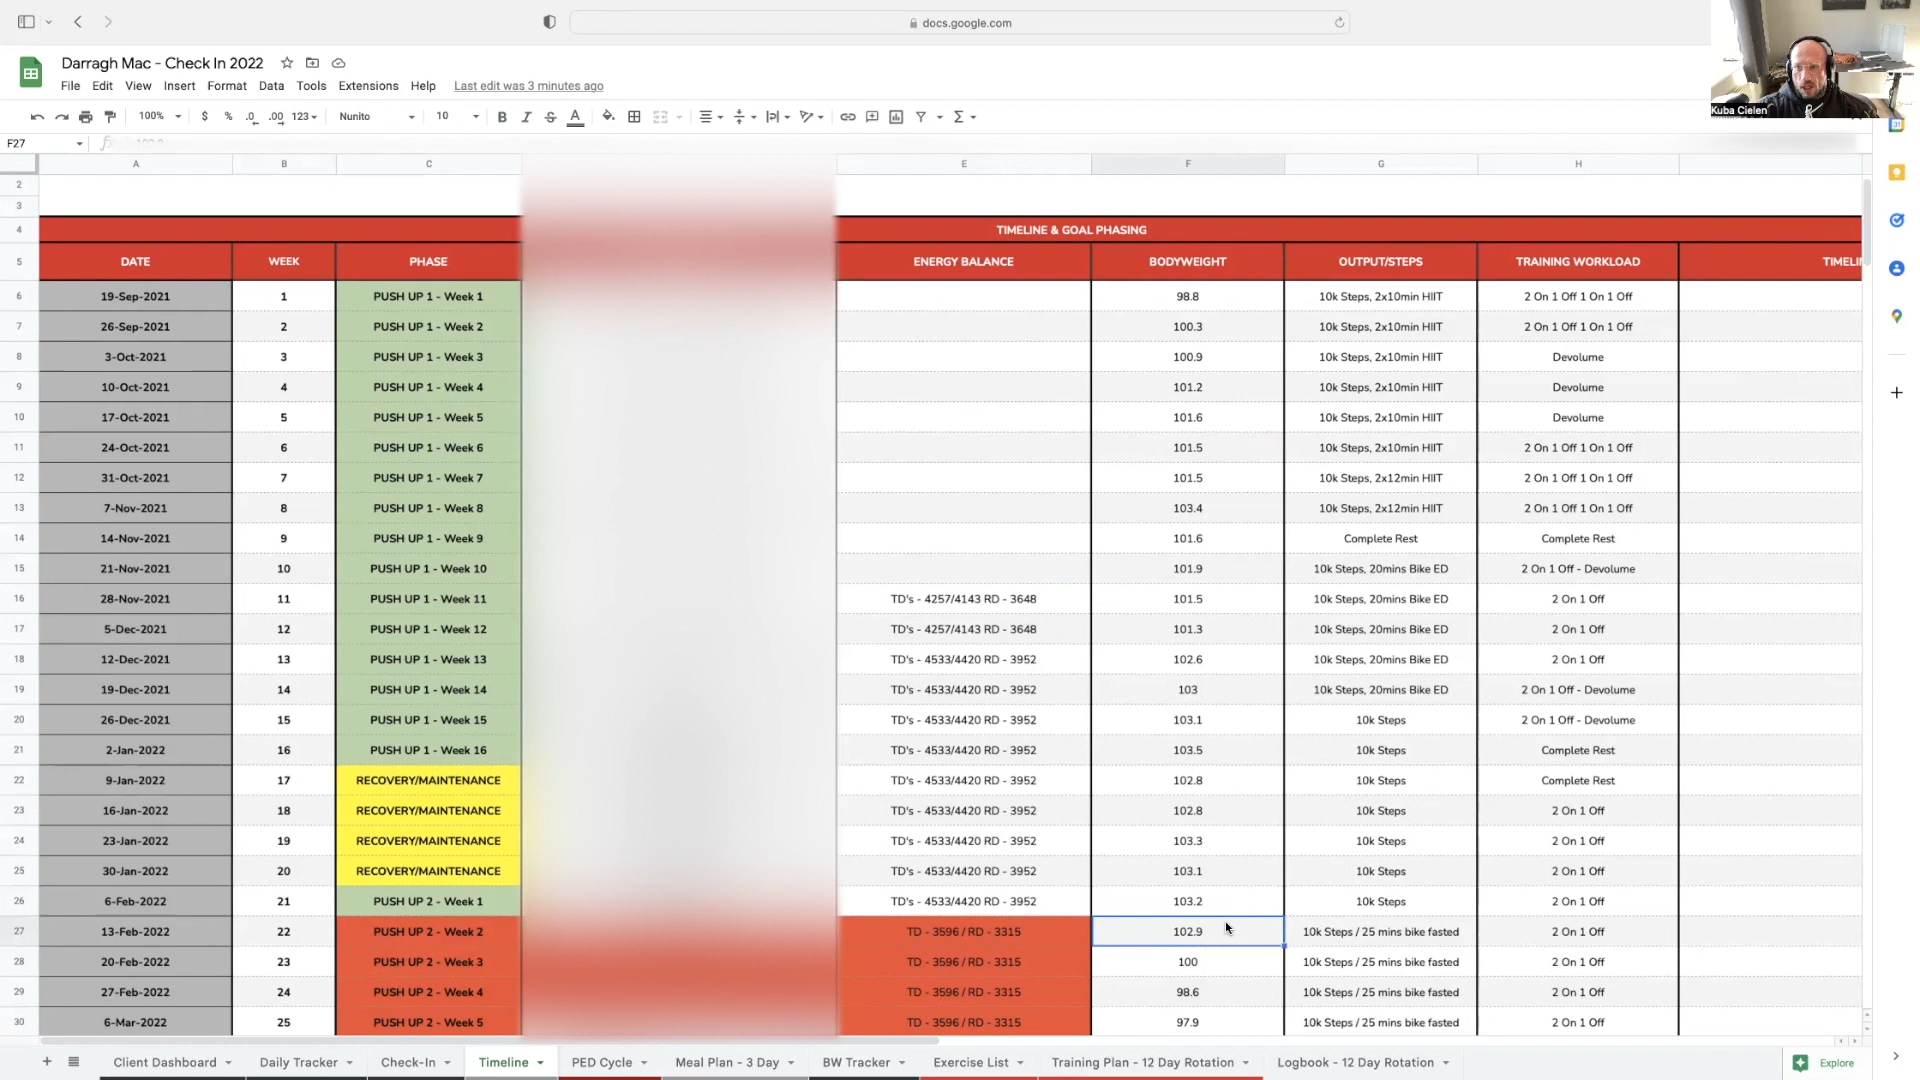 docs.google.com
Kuba Cielen
Darragh Mac - Check In 2022
File Edit View Insert Format Data Tools Extensions Help Last edit was 3 minutes ago
100% $ % .0 .00 123 Nunito 10 B I S A
F27
A B C E F G H
2
3
4 TIMELINE & GOAL PHASING
5 DATE WEEK PHASE ENERGY BALANCE BODYWEIGHT OUTPUT/STEPS TRAINING WORKLOAD
6 19-Sep-2021 1 PUSH UP 1 - Week 1 98.8 10k Steps, 2x10min HIIT 2 On 1 Off 1 On 1 Off
7 26-Sep-2021 2 PUSH UP 1 - Week 2 100.3 10k Steps, 2x10min HIIT 2 On 1 Off 1 On 1 Off
8 3-Oct-2021 3 PUSH UP 1 - Week 3 100.9 10k Steps, 2x10min HIIT Devolume
9 10-Oct-2021 4 PUSH UP 1 - Week 4 101.2 10k Steps, 2x10min HIIT Devolume
10 17-Oct-2021 5 PUSH UP 1 - Week 5 101.6 10k Steps, 2x10min HIIT Devolume
11 24-Oct-2021 6 PUSH UP 1 - Week 6 101.5 10k Steps, 2x10min HIIT 2 On 1 Off 1 On 1 Off
12 31-Oct-2021 7 PUSH UP 1 - Week 7 101.5 10k Steps, 2x12min HIIT 2 On 1 Off 1 On 1 Off
13 7-Nov-2021 8 PUSH UP 1 - Week 8 103.4 10k Steps, 2x12min HIIT 2 On 1 Off 1 On 1 Off
14 14-Nov-2021 9 PUSH UP 1 - Week 9 101.6 Complete Rest Complete Rest
15 21-Nov-2021 10 PUSH UP 1 - Week 10 101.9 10k Steps, 20mins Bike ED 2 On 1 Off - Devolume
16 28-Nov-2021 11 PUSH UP 1 - Week 11 TD's - 4257/4143 RD - 3648 101.5 10k Steps, 20mins Bike ED 2 On 1 Off
17 5-Dec-2021 12 PUSH UP 1 - Week 12 TD's - 4257/4143 RD - 3648 101.3 10k Steps, 20mins Bike ED 2 On 1 Off
18 12-Dec-2021 13 PUSH UP 1 - Week 13 TD's - 4533/4420 RD - 3952 102.6 10k Steps, 20mins Bike ED 2 On 1 Off
19 19-Dec-2021 14 PUSH UP 1 - Week 14 TD's - 4533/4420 RD - 3952 103 10k Steps, 20mins Bike ED 2 On 1 Off - Devolume
20 26-Dec-2021 15 PUSH UP 1 - Week 15 TD's - 4533/4420 RD - 3952 103.1 10k Steps 2 On 1 Off - Devolume
21 2-Jan-2022 16 PUSH UP 1 - Week 16 TD's - 4533/4420 RD - 3952 103.5 10k Steps Complete Rest
22 9-Jan-2022 17 RECOVERY/MAINTENANCE TD's - 4533/4420 RD - 3952 102.8 10k Steps Complete Rest
23 16-Jan-2022 18 RECOVERY/MAINTENANCE TD's - 4533/4420 RD - 3952 102.8 10k Steps 2 On 1 Off
24 23-Jan-2022 19 RECOVERY/MAINTENANCE TD's - 4533/4420 RD - 3952 103.3 10k Steps 2 On 1 Off
25 30-Jan-2022 20 RECOVERY/MAINTENANCE TD's - 4533/4420 RD - 3952 103.1 10k Steps 2 On 1 Off
26 6-Feb-2022 21 PUSH UP 2 - Week 1 TD's - 4533/4420 RD - 3952 103.2 10k Steps 2 On 1 Off
27 13-Feb-2022 22 PUSH UP 2 - Week 2 TD - 3596 / RD - 3315 102.9 10k Steps / 25 mins bike fasted 2 On 1 Off
28 20-Feb-2022 23 PUSH UP 2 - Week 3 TD - 3596 / RD - 3315 100 10k Steps / 25 mins bike fasted 2 On 1 Off
29 27-Feb-2022 24 PUSH UP 2 - Week 4 TD - 3596 / RD - 3315 98.6 10k Steps / 25 mins bike fasted 2 On 1 Off
30 6-Mar-2022 25 PUSH UP 2 - Week 5 TD - 3596 / RD - 3315 97.9 10k Steps / 25 mins bike fasted 2 On 1 Off
Client Dashboard Daily Tracker Check-In Timeline PED Cycle Meal Plan - 3 Day BW Tracker Exercise List Training Plan - 12 Day Rotation Logbook - 12 Day Rotation Explore